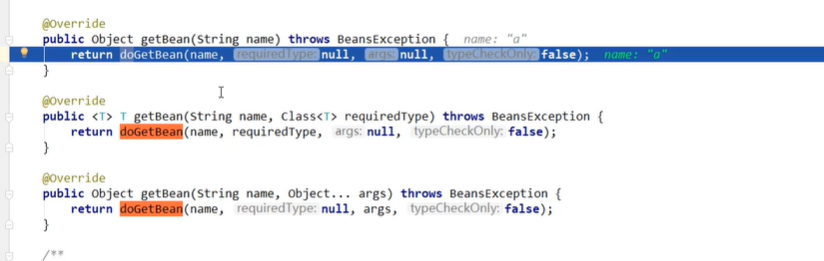 @Override
public Object getBean(String name) throws BeansException { name: "a"
return doGetBean(name, requiredType: null, args: null, typeCheckOnly: false); name: "a"
}
@Override
public <T> T getBean(String name, Class<T> requiredType) throws BeansException {
return doGetBean(name, requiredType, args: null, typeCheckOnly: false);
}
@Override
public Object getBean(String name, Object... args) throws BeansException {
return doGetBean(name, requiredType: null, args, typeCheckOnly: false);
}
/**